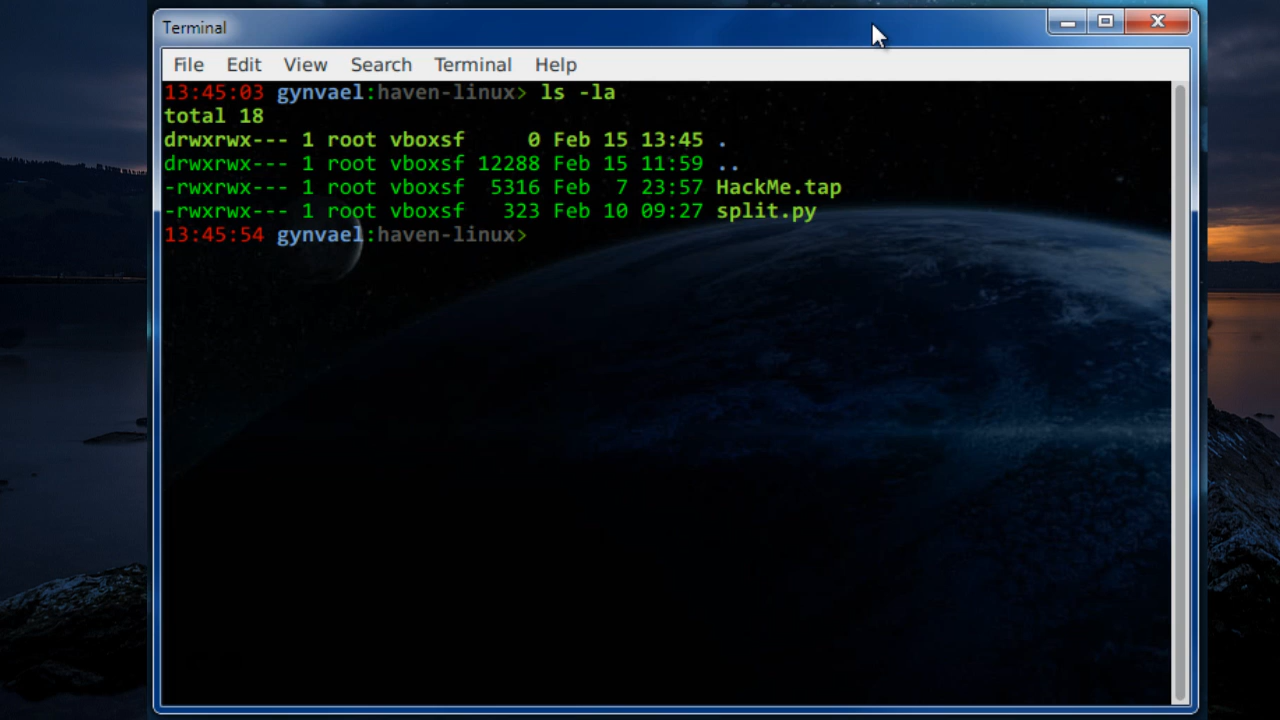 Terminal
File Edit View Search Terminal Help
13:45:03 gynvael:haven-linux> ls -la
total 18
drwxrwx--- 1 root vboxsf     0 Feb 15 13:45 .
drwxrwx--- 1 root vboxsf 12288 Feb 15 11:59 ..
-rwxrwx--- 1 root vboxsf  5316 Feb  7 23:57 HackMe.tap
-rwxrwx--- 1 root vboxsf   323 Feb 10 09:27 split.py
13:45:54 gynvael:haven-linux>